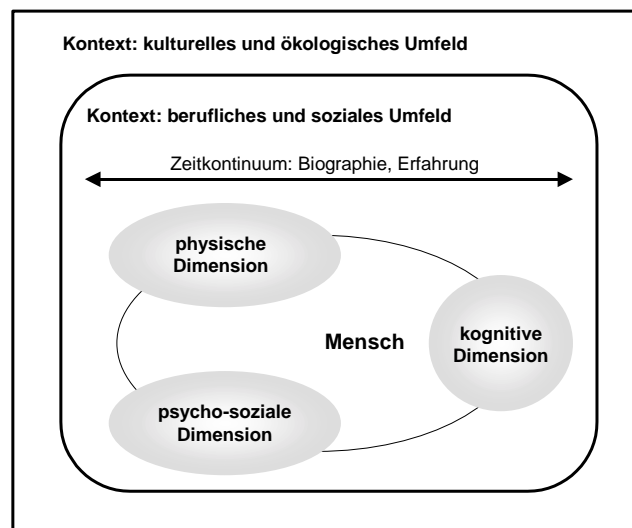 Kontext: kulturelles und ökologisches Umfeld
Kontext: berufliches und soziales Umfeld
Zeitkontinuum: Biographie, Erfahrung
physische
Dimension
Mensch
kognitive
Dimension
psycho-soziale
Dimension